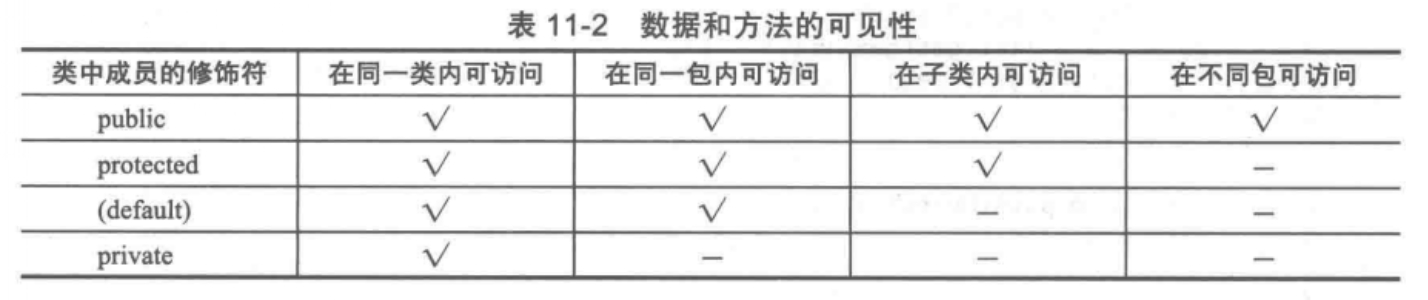 表 11-2 数据和方法的可见性
类中成员的修饰符 在同一类内可访问 在同一包内可访问 在子类内可访问 在不同包可访问
public √ √ √ √
protected √ √ √ –
(default) √ √ – –
private √ – – –